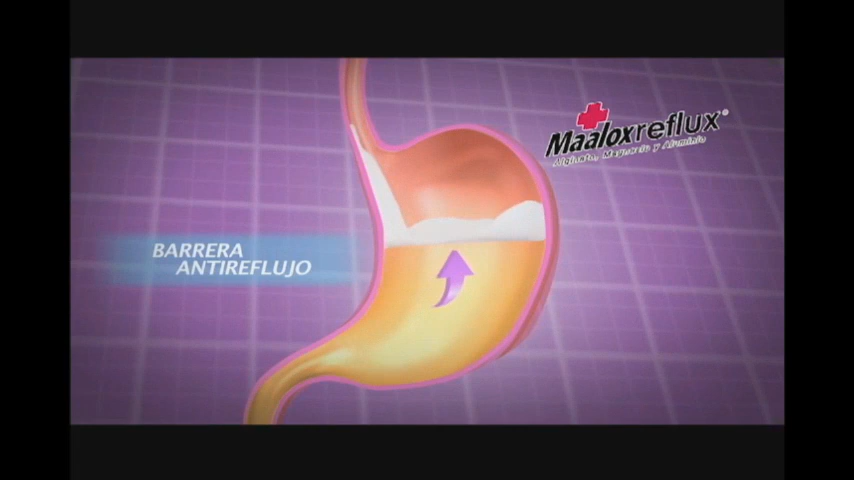 Maaloxreflux®
Alginato, Magnesio y Aluminio
BARRERA
ANTIREFLUJO